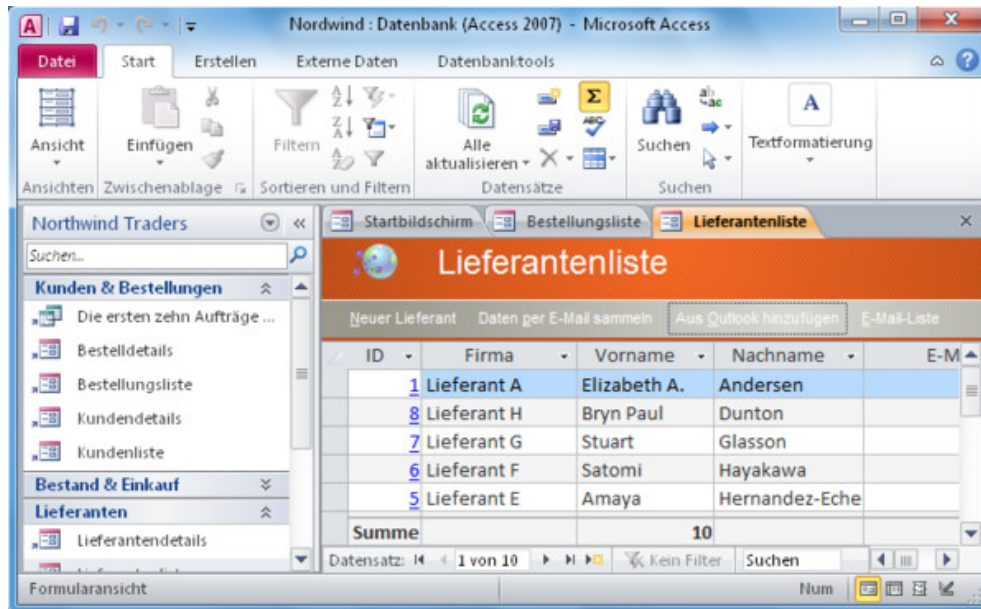 Nordwind : Datenbank (Access 2007) - Microsoft Access
Datei Start Erstellen Externe Daten Datenbanktools
Ansicht Einfügen Filtern Alle aktualisieren Suchen Textformatierung
Ansichten Zwischenablage Sortieren und Filtern Datensätze Suchen
Northwind Traders
Suchen...
Kunden & Bestellungen
Die ersten zehn Aufträge ...
Bestelldetails
Bestellungsliste
Kundendetails
Kundenliste
Bestand & Einkauf
Lieferanten
Lieferantendetails
Startbildschirm Bestellungsliste Lieferantenliste
Lieferantenliste
Neuer Lieferant Daten per E-Mail sammeln Aus Outlook hinzufügen E-Mail-Liste
ID Firma Vorname Nachname E-M
1 Lieferant A Elizabeth A. Andersen
8 Lieferant H Bryn Paul Dunton
7 Lieferant G Stuart Glasson
6 Lieferant F Satomi Hayakawa
5 Lieferant E Amaya Hernandez-Eche
Summe 10
Datensatz: 1 von 10 Kein Filter Suchen
Formularansicht Num